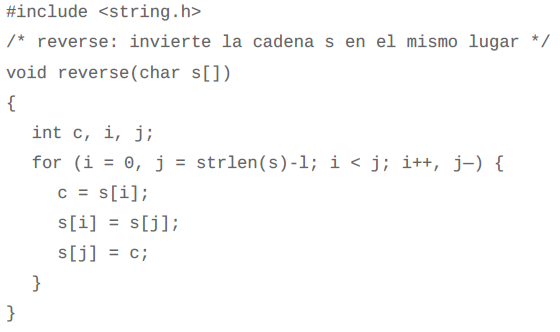 #include <string.h>
/* reverse: invierte la cadena s en el mismo lugar */
void reverse(char s[])
{
int c, i, j;
for (i = 0, j = strlen(s)-l; i < j; i++, j—) {
c = s[i];
s[i] = s[j];
s[j] = c;
}
}